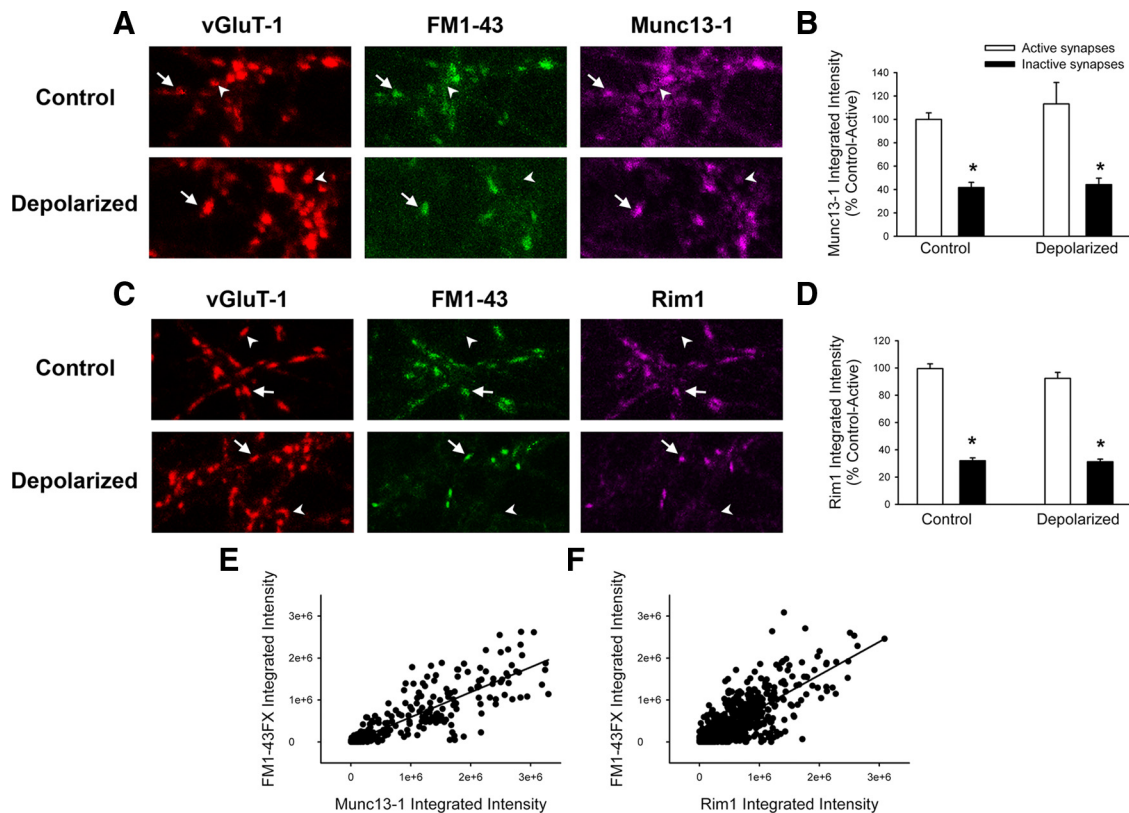 A
vGluT-1
FM1-43
Munc13-1
Control
Depolarized
B
Active synapses
Inactive synapses
Munc13-1 Integrated Intensity
(% Control-Active)
140
120
100
80
60
40
20
0
*
*
Control
Depolarized
C
vGluT-1
FM1-43
Rim1
Control
Depolarized
D
Rim1 Integrated Intensity
(% Control-Active)
120
100
80
60
40
20
0
*
*
Control
Depolarized
E
FM1-43FX Integrated Intensity
3e+6
2e+6
1e+6
0
0
1e+6
2e+6
3e+6
Munc13-1 Integrated Intensity
F
FM1-43FX Integrated Intensity
3e+6
2e+6
1e+6
0
0
1e+6
2e+6
3e+6
Rim1 Integrated Intensity